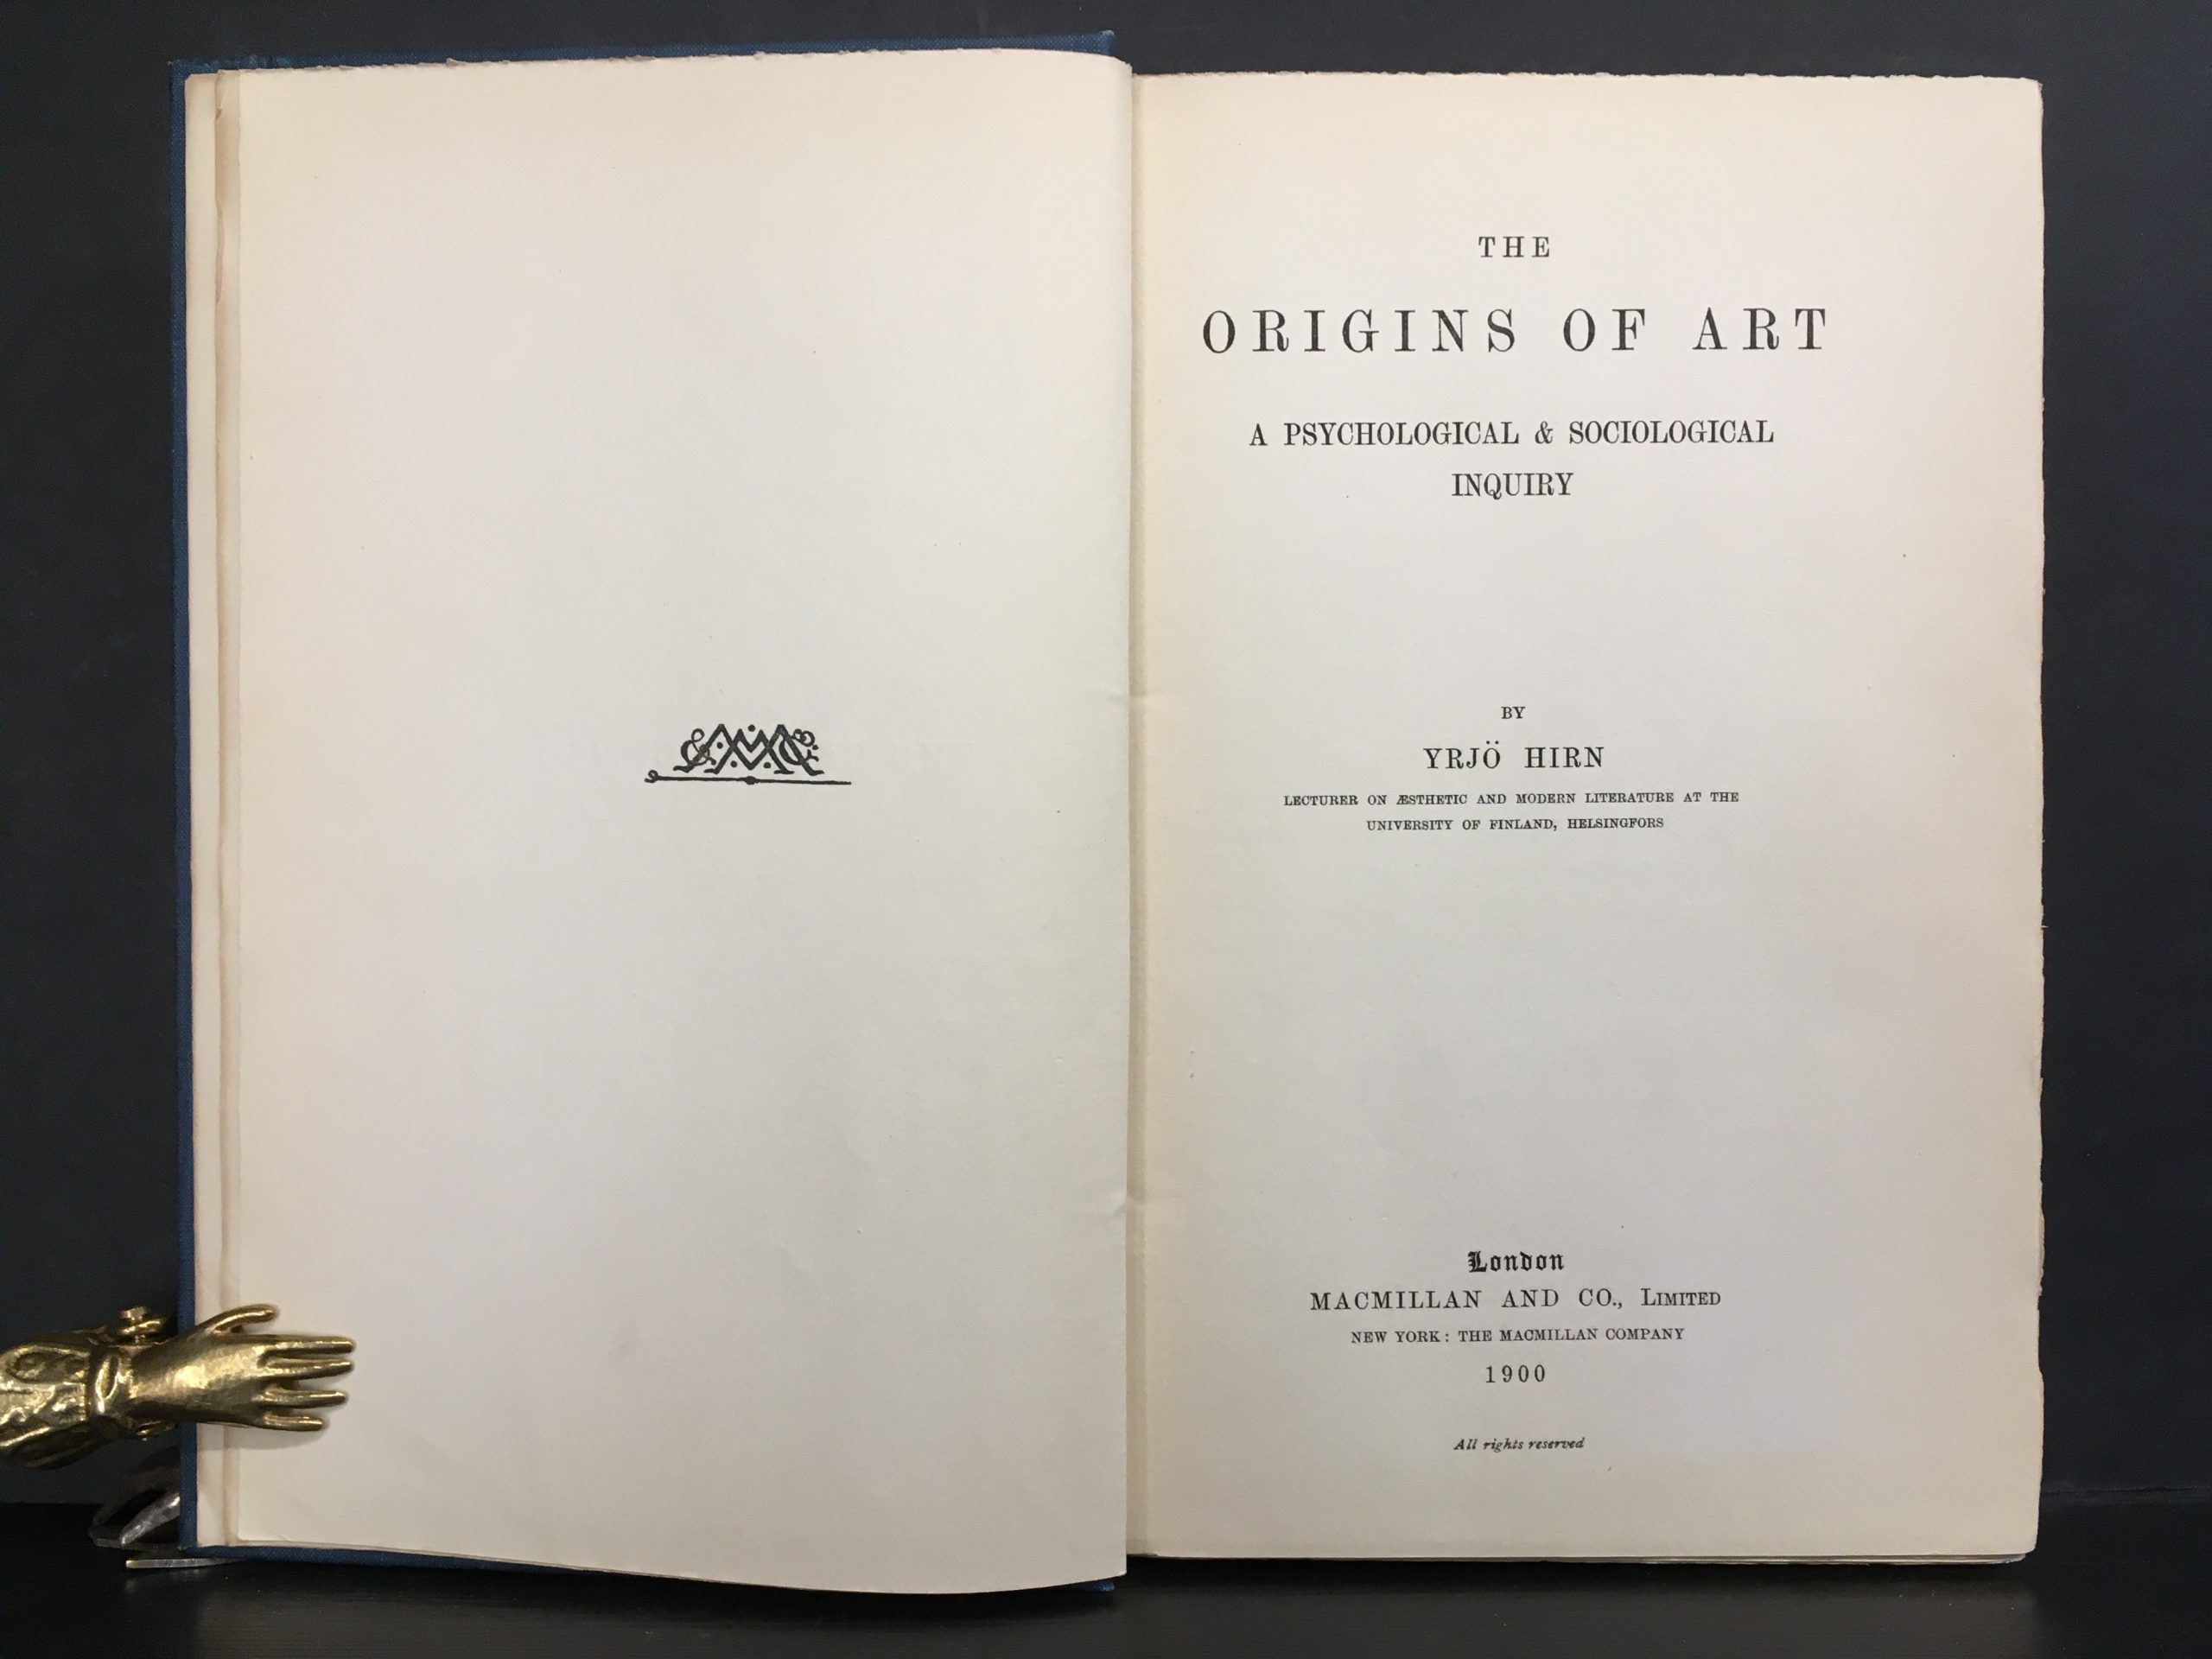 THE
ORIGINS OF ART
A PSYCHOLOGICAL & SOCIOLOGICAL
INQUIRY
BY
YRJÖ HIRN
LECTURER ON ÆSTHETIC AND MODERN LITERATURE AT THE
UNIVERSITY OF FINLAND, HELSINGFORS
London
MACMILLAN AND CO., LIMITED
NEW YORK: THE MACMILLAN COMPANY
1900
All rights reserved